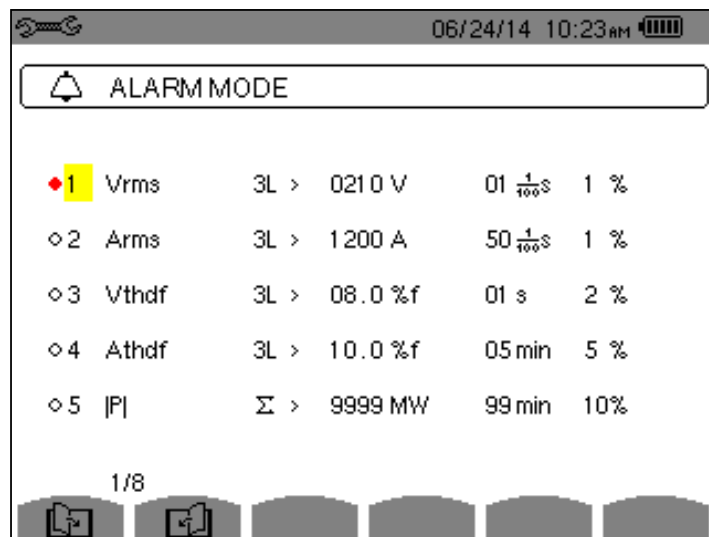 06/24/14 10:23AM
ALARM MODE
1 Vrms 3L > 0210 V 01 1/100 s 1 %
2 Arms 3L > 1200 A 50 1/100 s 1 %
3 Vthdf 3L > 08.0 %f 01 s 2 %
4 Athdf 3L > 10.0 %f 05 min 5 %
5 |P| Σ > 9999 MW 99 min 10%
1/8